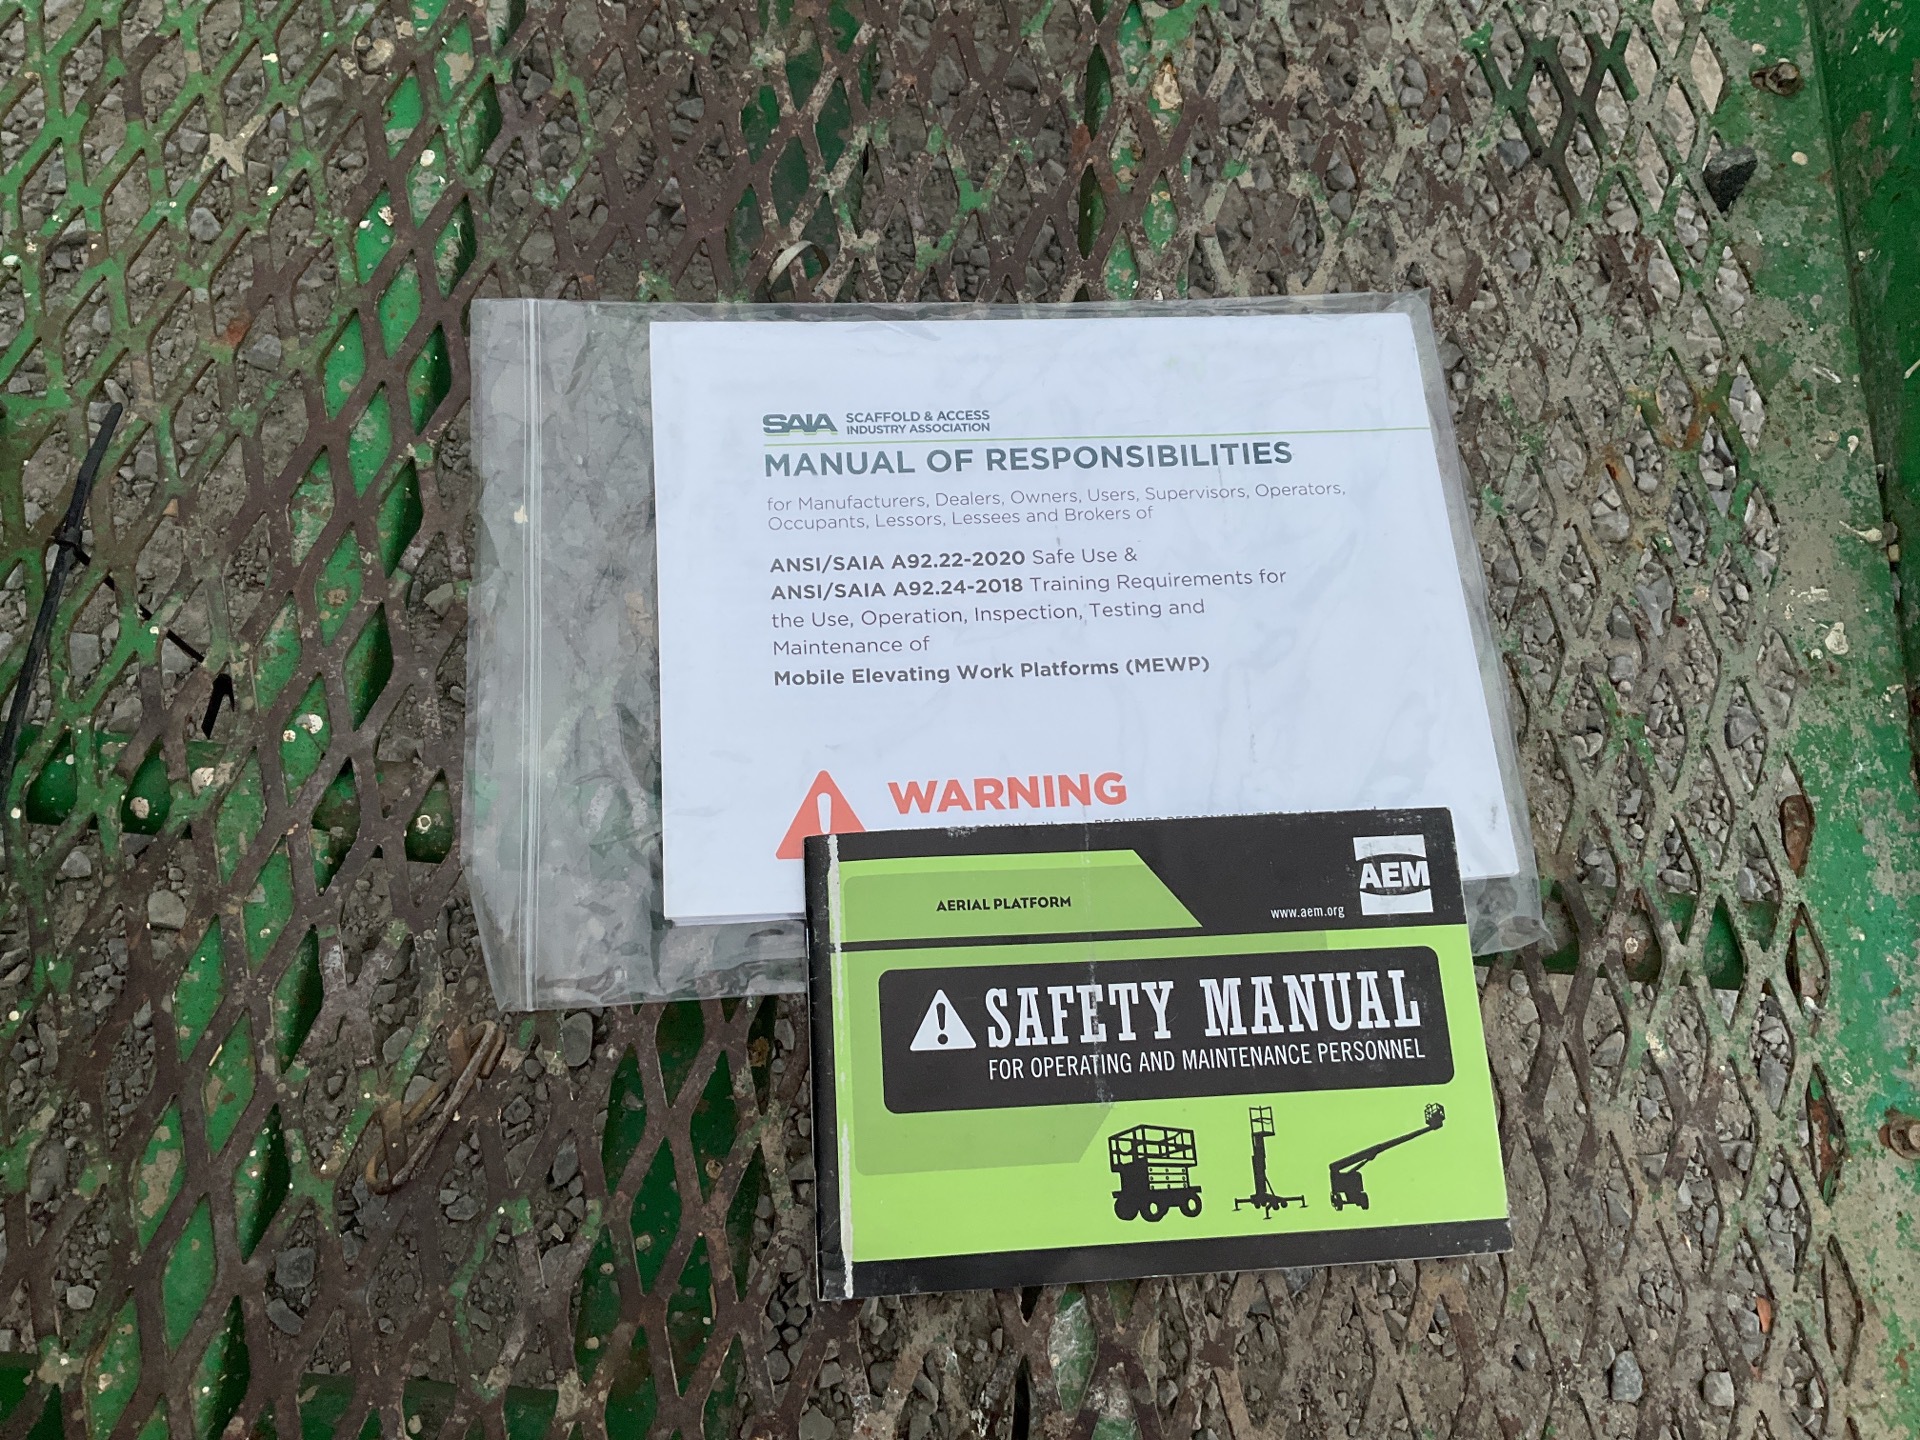 SAIA SCAFFOLD & ACCESS
INDUSTRY ASSOCIATION
MANUAL OF RESPONSIBILITIES
for Manufacturers, Dealers, Owners, Users, Supervisors, Operators,
Occupants, Lessors, Lessees and Brokers of
ANSI/SAIA A92.22-2020 Safe Use &
ANSI/SAIA A92.24-2018 Training Requirements for
the Use, Operation, Inspection, Testing and
Maintenance of
Mobile Elevating Work Platforms (MEWP)
WARNING
AERIAL PLATFORM
AEM
www.aem.org
SAFETY MANUAL
FOR OPERATING AND MAINTENANCE PERSONNEL